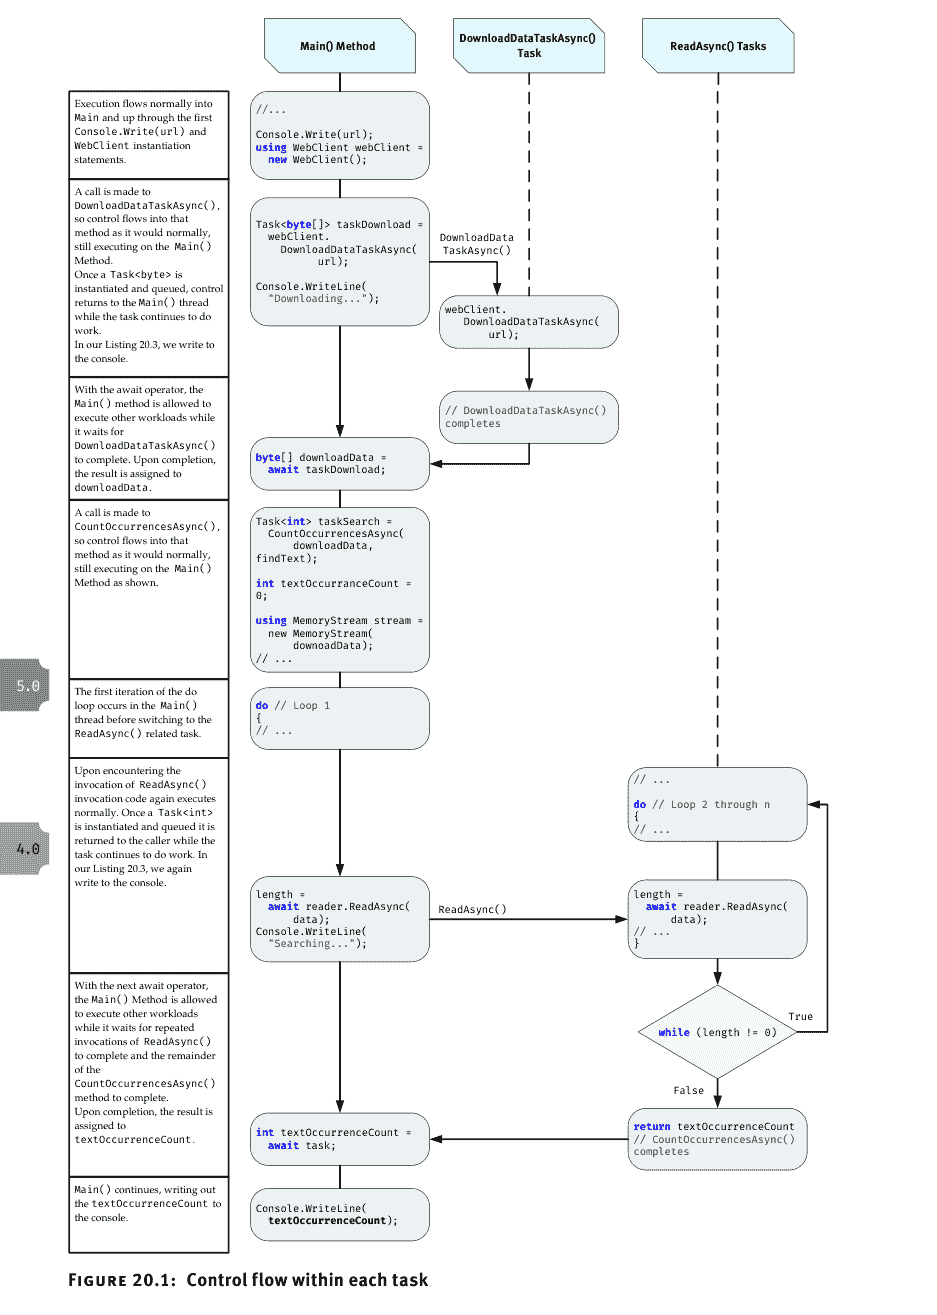 Main() Method
DownloadDataTaskAsync()
Task
ReadAsync() Tasks
Execution flows normally into
Main and up through the first
Console.Write(url) and
WebClient instantiation
statements.
//...
Console.Write(url);
using WebClient webClient =
new WebClient();
A call is made to
DownloadDataTaskAsync(),
so control flows into that
method as it would normally,
still executing on the Main()
Method.
Once a Task<byte> is
instantiated and queued, control
returns to the Main() thread
while the task continues to do
work.
In our Listing 20.3, we write to
the console.
Task<byte[]> taskDownload =
webClient.
DownloadDataTaskAsync(
url);
Console.WriteLine(
"Downloading...");
DownloadData
TaskAsync()
webClient.
DownloadDataTaskAsync(
url);
With the await operator, the
Main() method is allowed to
execute other workloads while
it waits for
DownloadDataTaskAsync()
to complete. Upon completion,
the result is assigned to
downloadData.
// DownloadDataTaskAsync()
completes
byte[] downloadData =
await taskDownload;
A call is made to
CountOccurrencesAsync(),
so control flows into that
method as it would normally,
still executing on the Main()
Method as shown.
Task<int> taskSearch =
CountOccurrencesAsync(
downloadData,
findText);
int textOccurranceCount =
0;
using MemoryStream stream =
new MemoryStream(
downoadData);
// ...
5.0
The first iteration of the do
loop occurs in the Main()
thread before switching to the
ReadAsync() related task.
do // Loop 1
{
// ...
Upon encountering the
invocation of ReadAsync()
invocation code again executes
normally. Once a Task<int>
is instantiated and queued it is
returned to the caller while the
task continues to do work. In
our Listing 20.3, we again
write to the console.
4.0
// ...
do // Loop 2 through n
{
// ...
length =
await reader.ReadAsync(
data);
Console.WriteLine(
"Searching...");
ReadAsync()
length =
await reader.ReadAsync(
data);
// ...
}
With the next await operator,
the Main() Method is allowed
to execute other workloads
while it waits for repeated
invocations of ReadAsync()
to complete and the remainder
of the
CountOccurrencesAsync()
method to complete.
Upon completion, the result is
assigned to
textOccurrenceCount.
while (length != 0)
True
False
int textOccurrenceCount =
await task;
return textOccurrenceCount
// CountOccurrencesAsync()
completes
Main() continues, writing out
the textOccurrenceCount to
the console.
Console.WriteLine(
textOccurrenceCount);
FIGURE 20.1: Control flow within each task